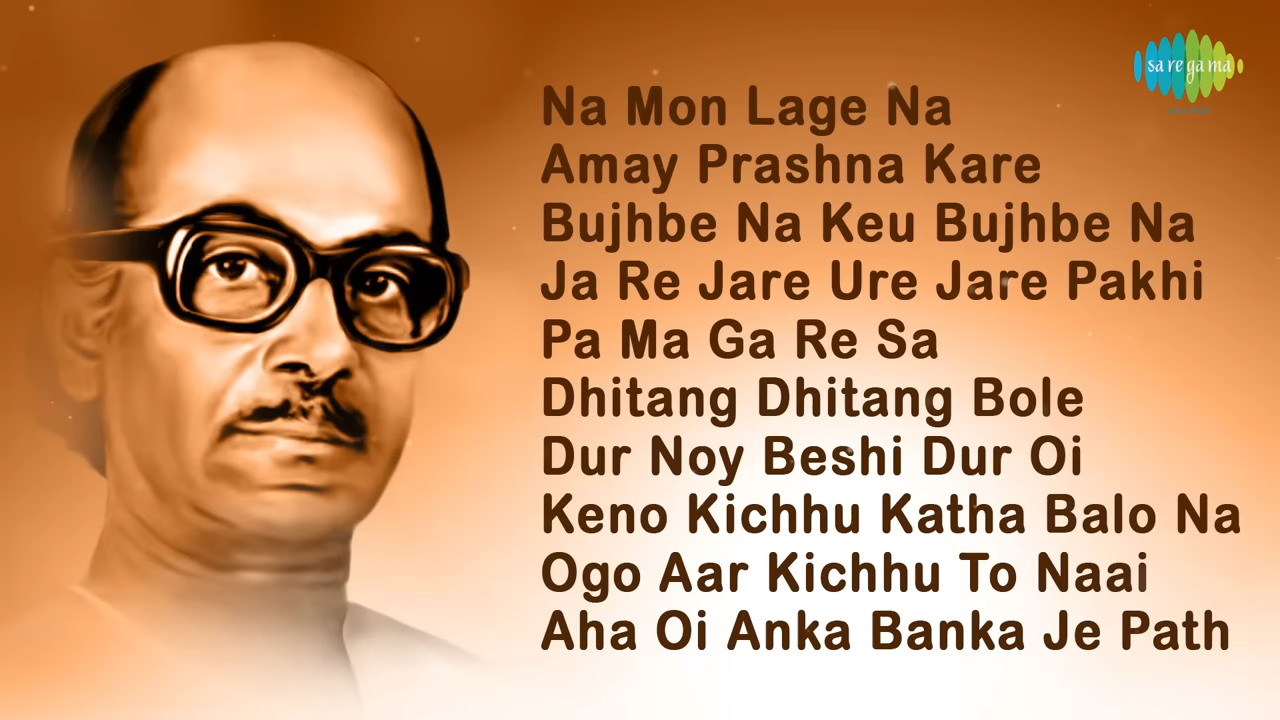 sa re ga ma
Na Mon Lage Na
Amay Prashna Kare
Bujhbe Na Keu Bujhbe Na
Ja Re Jare Ure Jare Pakhi
Pa Ma Ga Re Sa
Dhitang Dhitang Bole
Dur Noy Beshi Dur Oi
Keno Kichhu Katha Balo Na
Ogo Aar Kichhu To Naai
Aha Oi Anka Banka Je Path